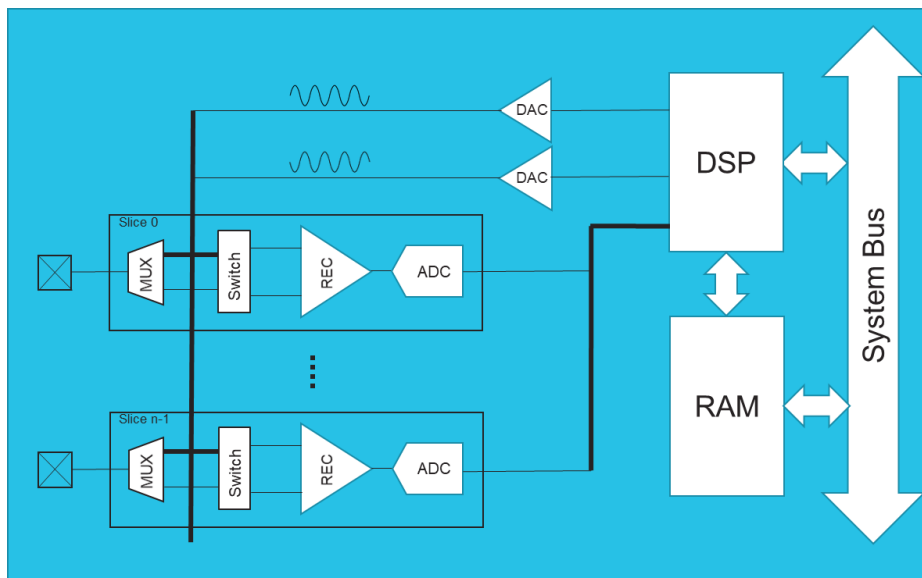 DAC
DAC
DSP
System Bus
Slice 0
MUX
Switch
REC
ADC
RAM
Slice n-1
MUX
Switch
REC
ADC